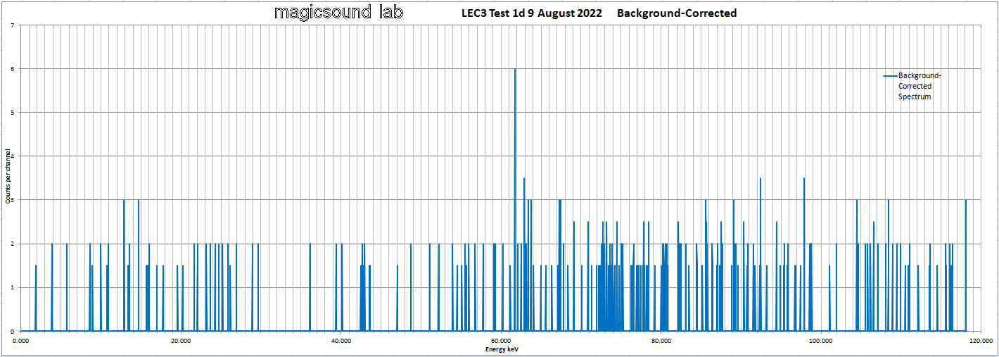 magicsound lab
LEC3 Test 1d 9 August 2022 Background-Corrected
7
6
5
4
3
2
1
0
Counts per channel
Background-
Corrected
Spectrum
0.000 20.000 40.000 60.000 80.000 100.000 120.000
Energy keV